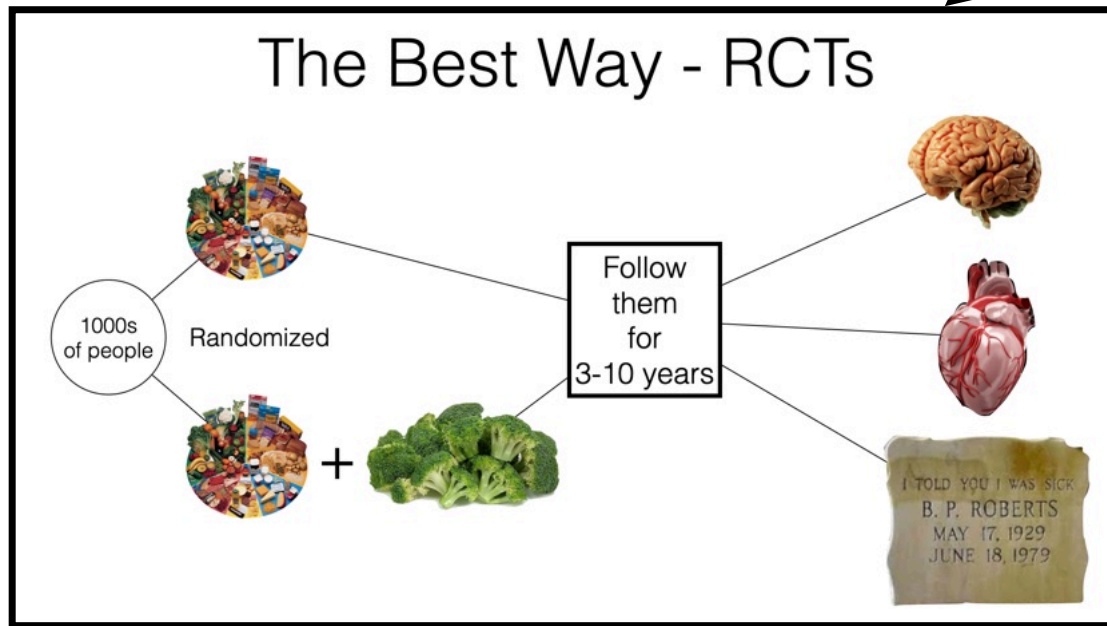 The Best Way - RCTs
1000s
of people
Randomized
+
Follow
them
for
3-10 years
I TOLD YOU I WAS SICK
B. P. ROBERTS
MAY 17, 1929
JUNE 18, 1979